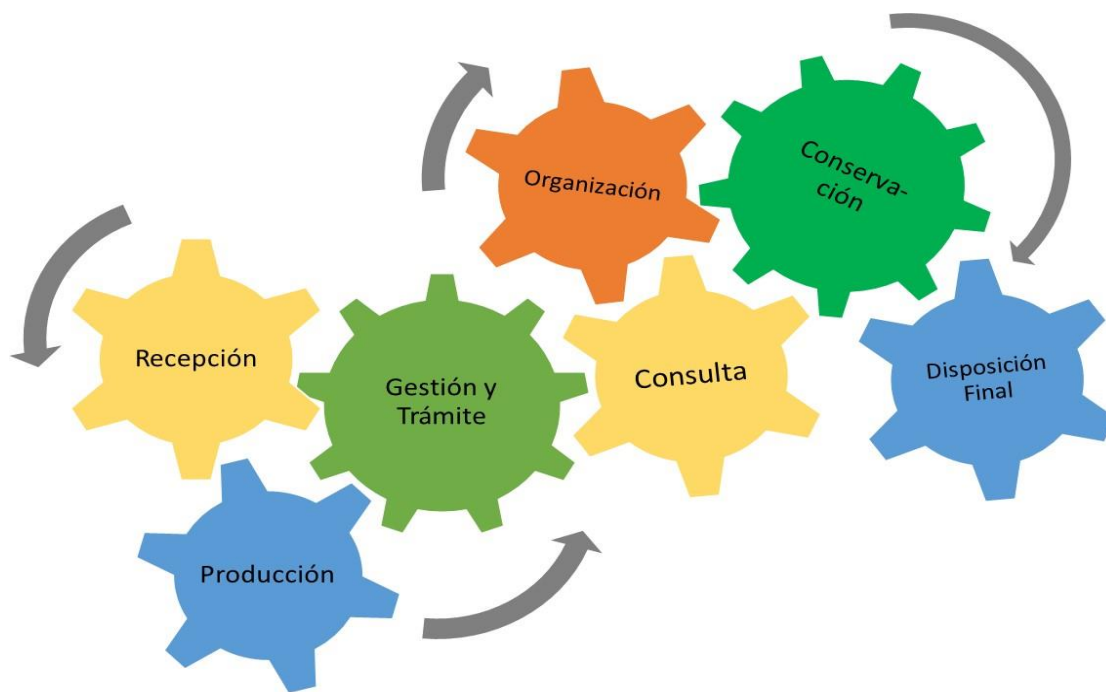 Organización
Conserva-
ción
Recepción
Gestión y
Trámite
Consulta
Disposición
Final
Producción